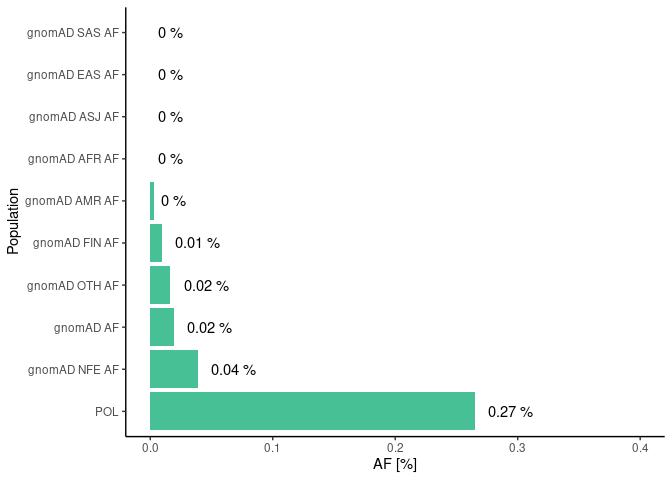 gnomAD SAS AF 0 %
gnomAD EAS AF 0 %
gnomAD ASJ AF 0 %
gnomAD AFR AF 0 %
gnomAD AMR AF 0 %
gnomAD FIN AF 0.01 %
gnomAD OTH AF 0.02 %
gnomAD AF 0.02 %
gnomAD NFE AF 0.04 %
POL 0.27 %
Population
0.0 0.1 0.2 0.3 0.4
AF [%]